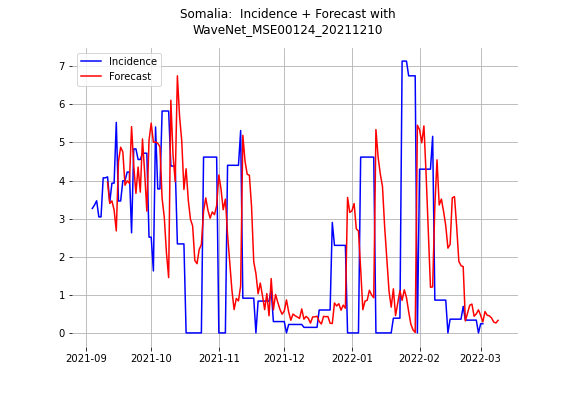 Somalia:  Incidence + Forecast with
WaveNet_MSE00124_20211210
Incidence
Forecast
7
6
5
4
3
2
1
0
2021-09 2021-10 2021-11 2021-12 2022-01 2022-02 2022-03